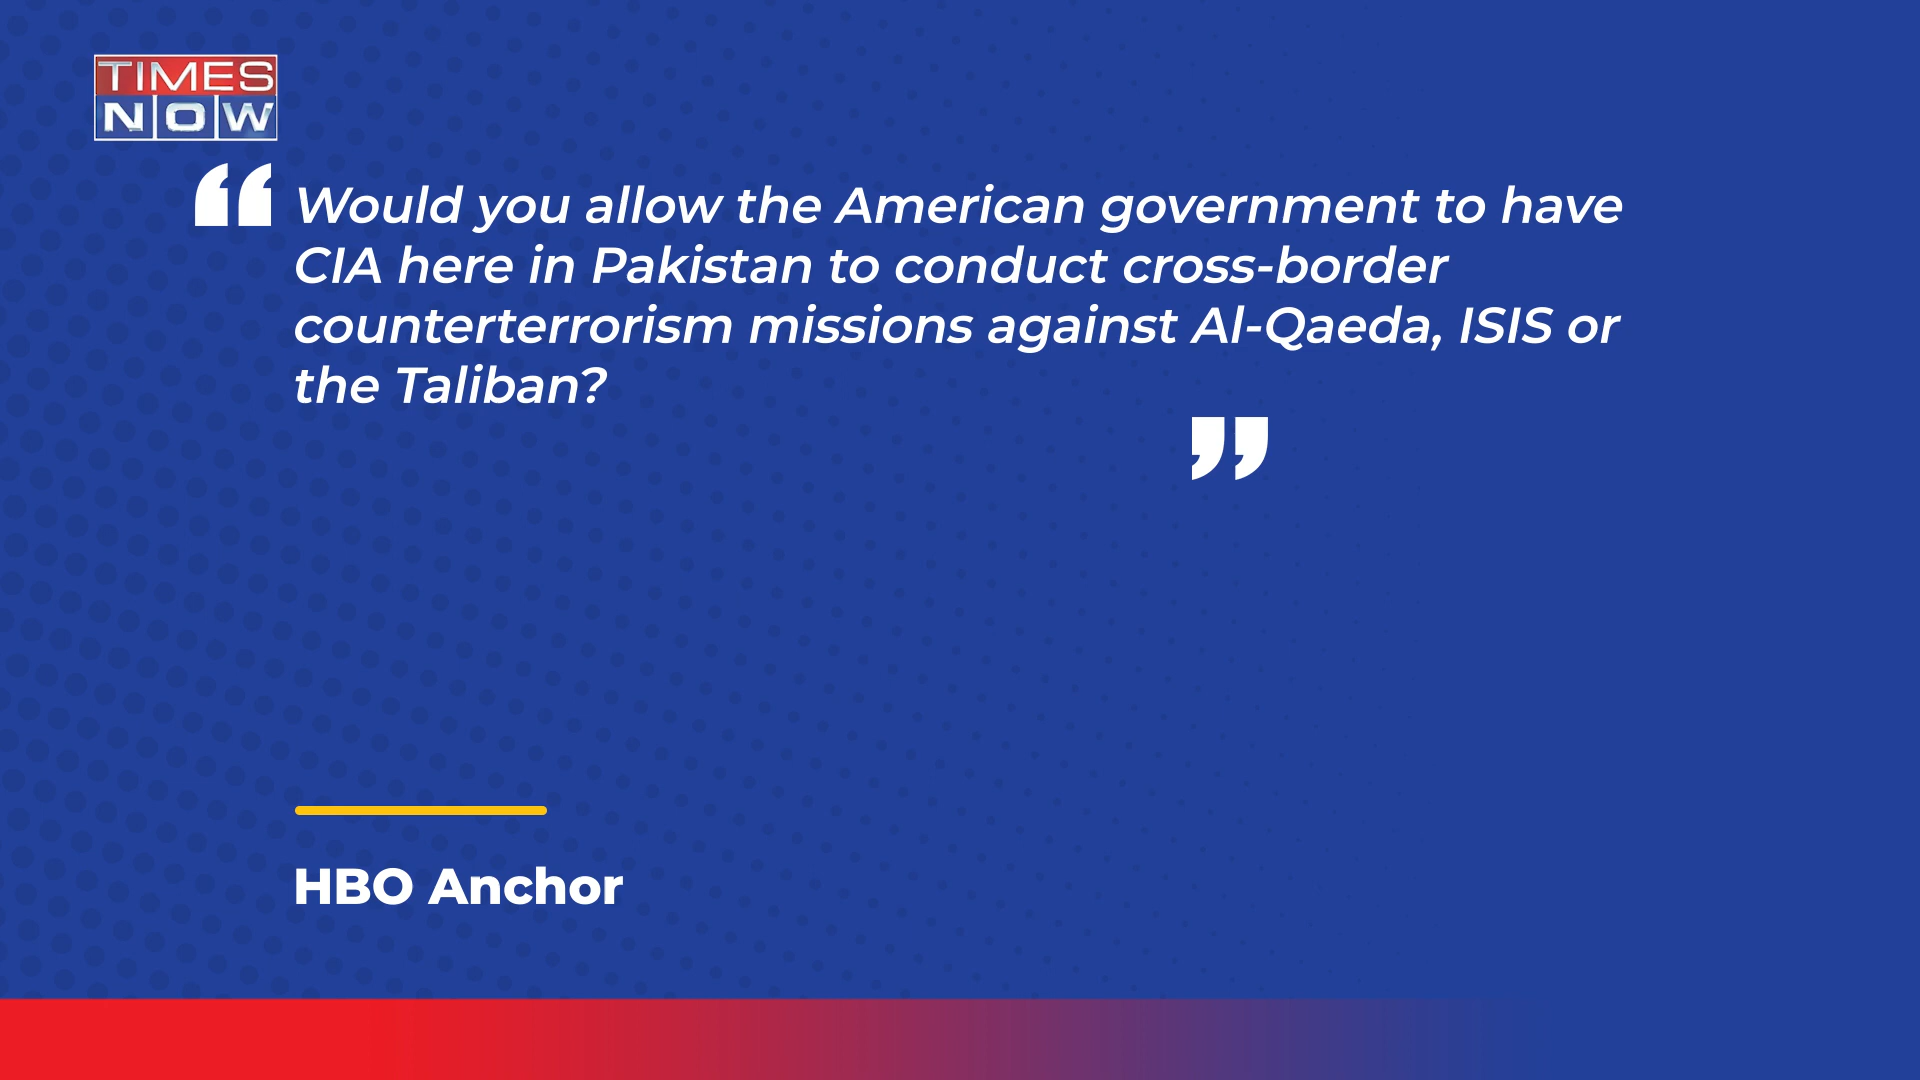 TIMES
NOW
“ Would you allow the American government to have
CIA here in Pakistan to conduct cross-border
counterterrorism missions against Al-Qaeda, ISIS or
the Taliban?
”
HBO Anchor